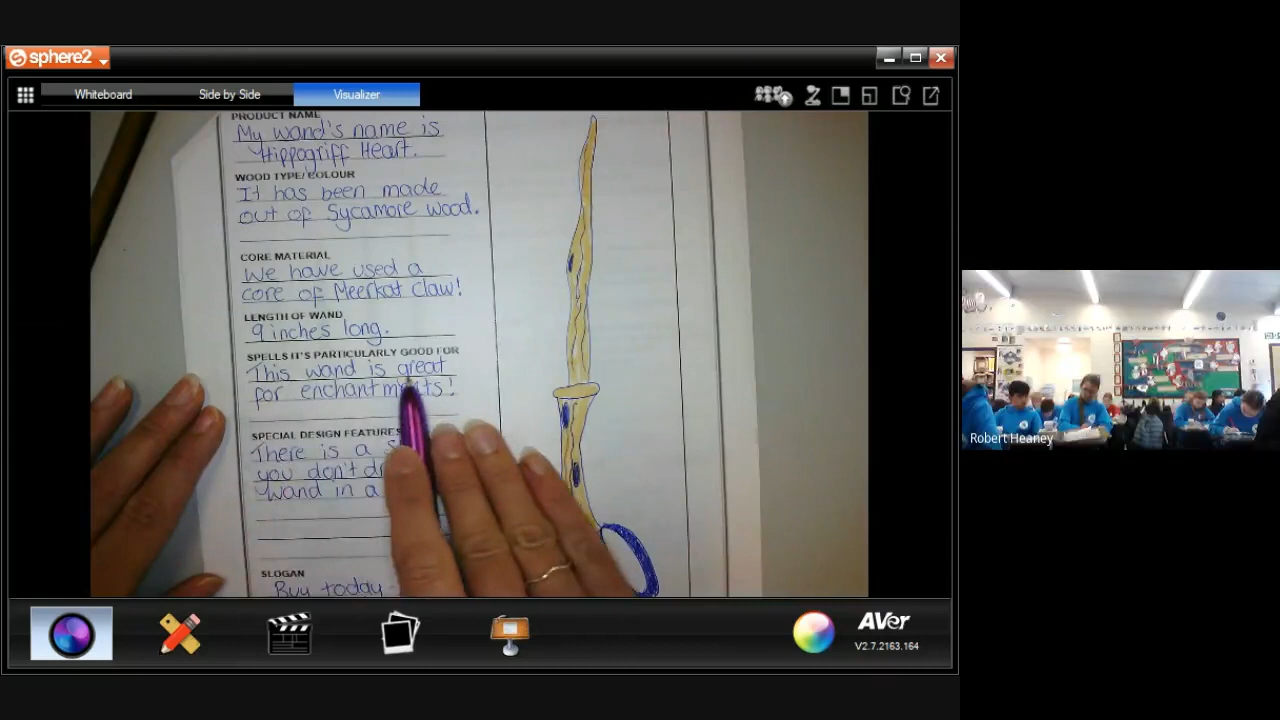 sphere2
Whiteboard
Side by Side
Visualizer
PRODUCT NAME
My wand's name is
Hippogriff Heart.
WOOD TYPE/COLOUR
It has been made
out of Sycamore wood.
CORE MATERIAL
We have used a
core of Meerkat Claw!
LENGTH OF WAND
9 inches long.
SPELLS IT'S PARTICULARLY GOOD FOR
This wand is great
for enchantments!
SPECIAL DESIGN FEATURES
There is a
you don't
wand in a
SLOGAN
Buy today
Robert Heaney
AVer
V2.7.2163.164